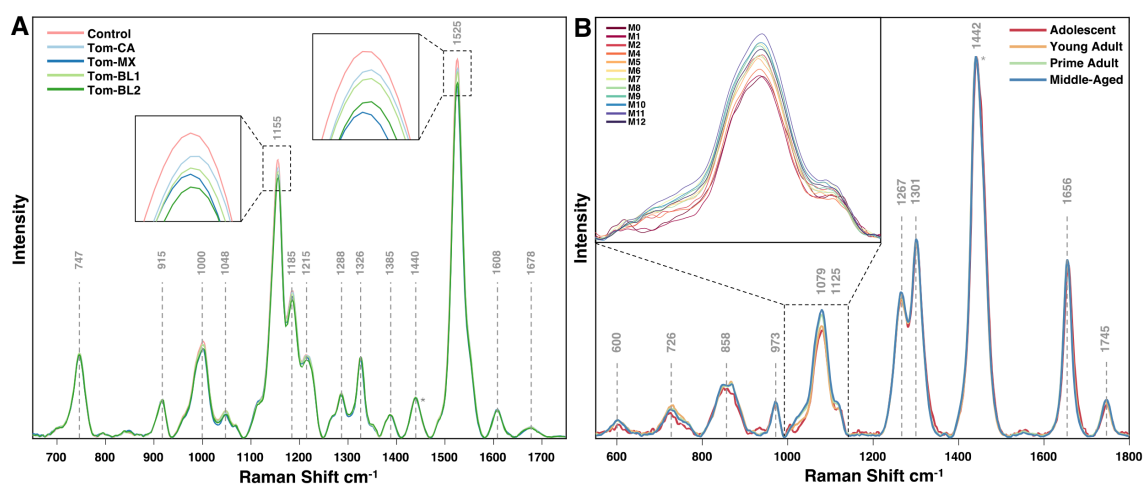 A
Control
Tom-CA
Tom-MX
Tom-BL1
Tom-BL2
747
915
1000
1048
1155
1185
1215
1288
1326
1385
1440
*
1525
1608
1678
Intensity
700 800 900 1000 1100 1200 1300 1400 1500 1600 1700
Raman Shift cm-1
B
M0
M1
M2
M4
M5
M6
M7
M8
M9
M10
M11
M12
Adolescent
Young Adult
Prime Adult
Middle-Aged
600
726
858
973
1079
1125
1267
1301
1442
*
1656
1745
Intensity
600 800 1000 1200 1400 1600 1800
Raman Shift cm-1